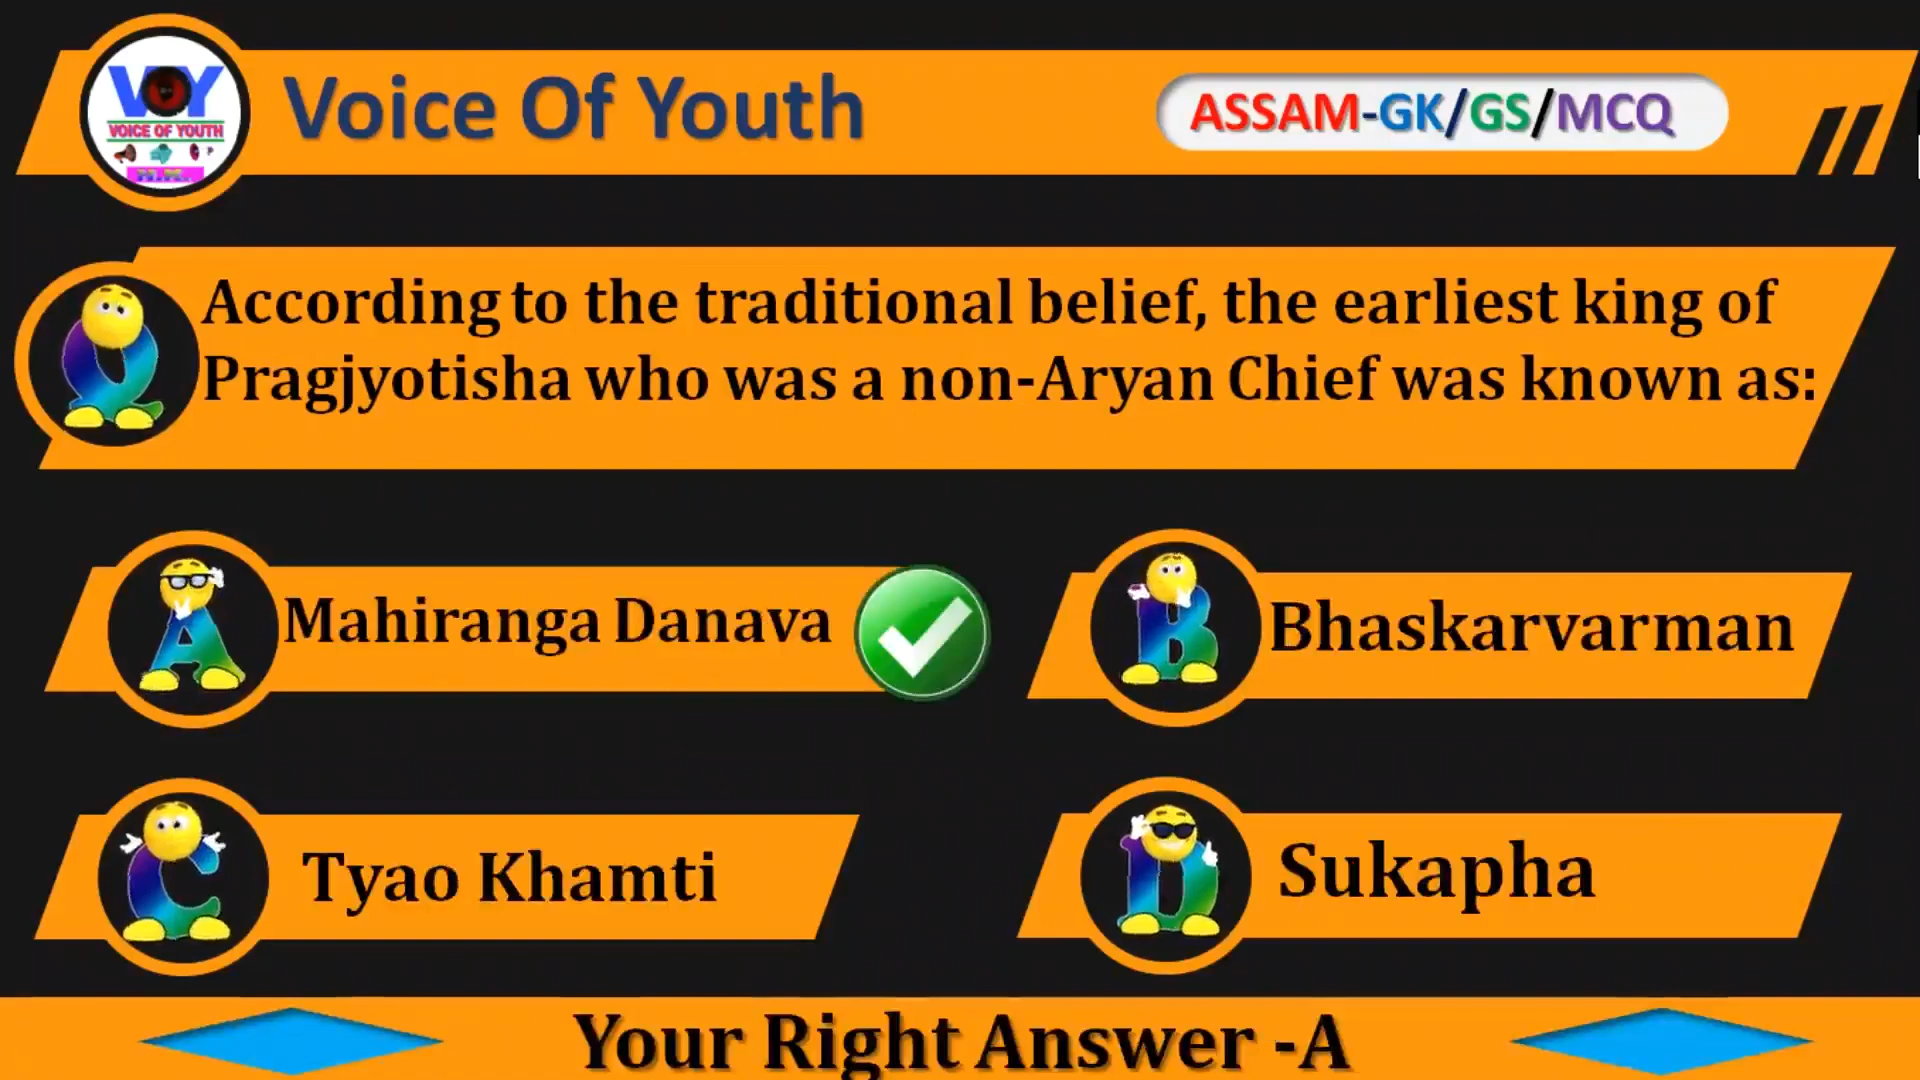 VOY
VOICE OF YOUTH
Voice Of Youth
ASSAM-GK/GS/MCQ
According to the traditional belief, the earliest king of
Pragjyotisha who was a non-Aryan Chief was known as:
A Mahiranga Danava
B Bhaskarvarman
C Tyao Khamti
D Sukapha
Your Right Answer -A